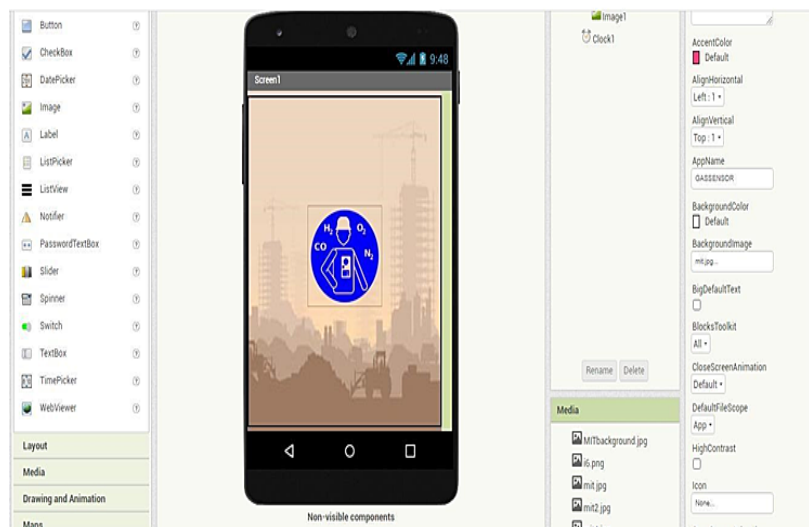 Button
CheckBox
DatePicker
Image
Label
ListPicker
ListView
Notifier
PasswordTextBox
Slider
Spinner
Switch
TextBox
TimePicker
WebViewer
Layout
Media
Drawing and Animation
Maps
9:48
Screen1
H2 O2
CO N2
Non-visible components
Image1
Clock1
Rename Delete
Media
MITbackground.jpg
i6.png
mit.jpg
mit2.jpg
AccentColor
Default
AlignHorizontal
Left : 1
AlignVertical
Top : 1
AppName
GASSENSOR
BackgroundColor
Default
BackgroundImage
mit.jpg...
BigDefaultText
BlocksToolkit
All
CloseScreenAnimation
Default
DefaultFileScope
App
HighContrast
Icon
None...